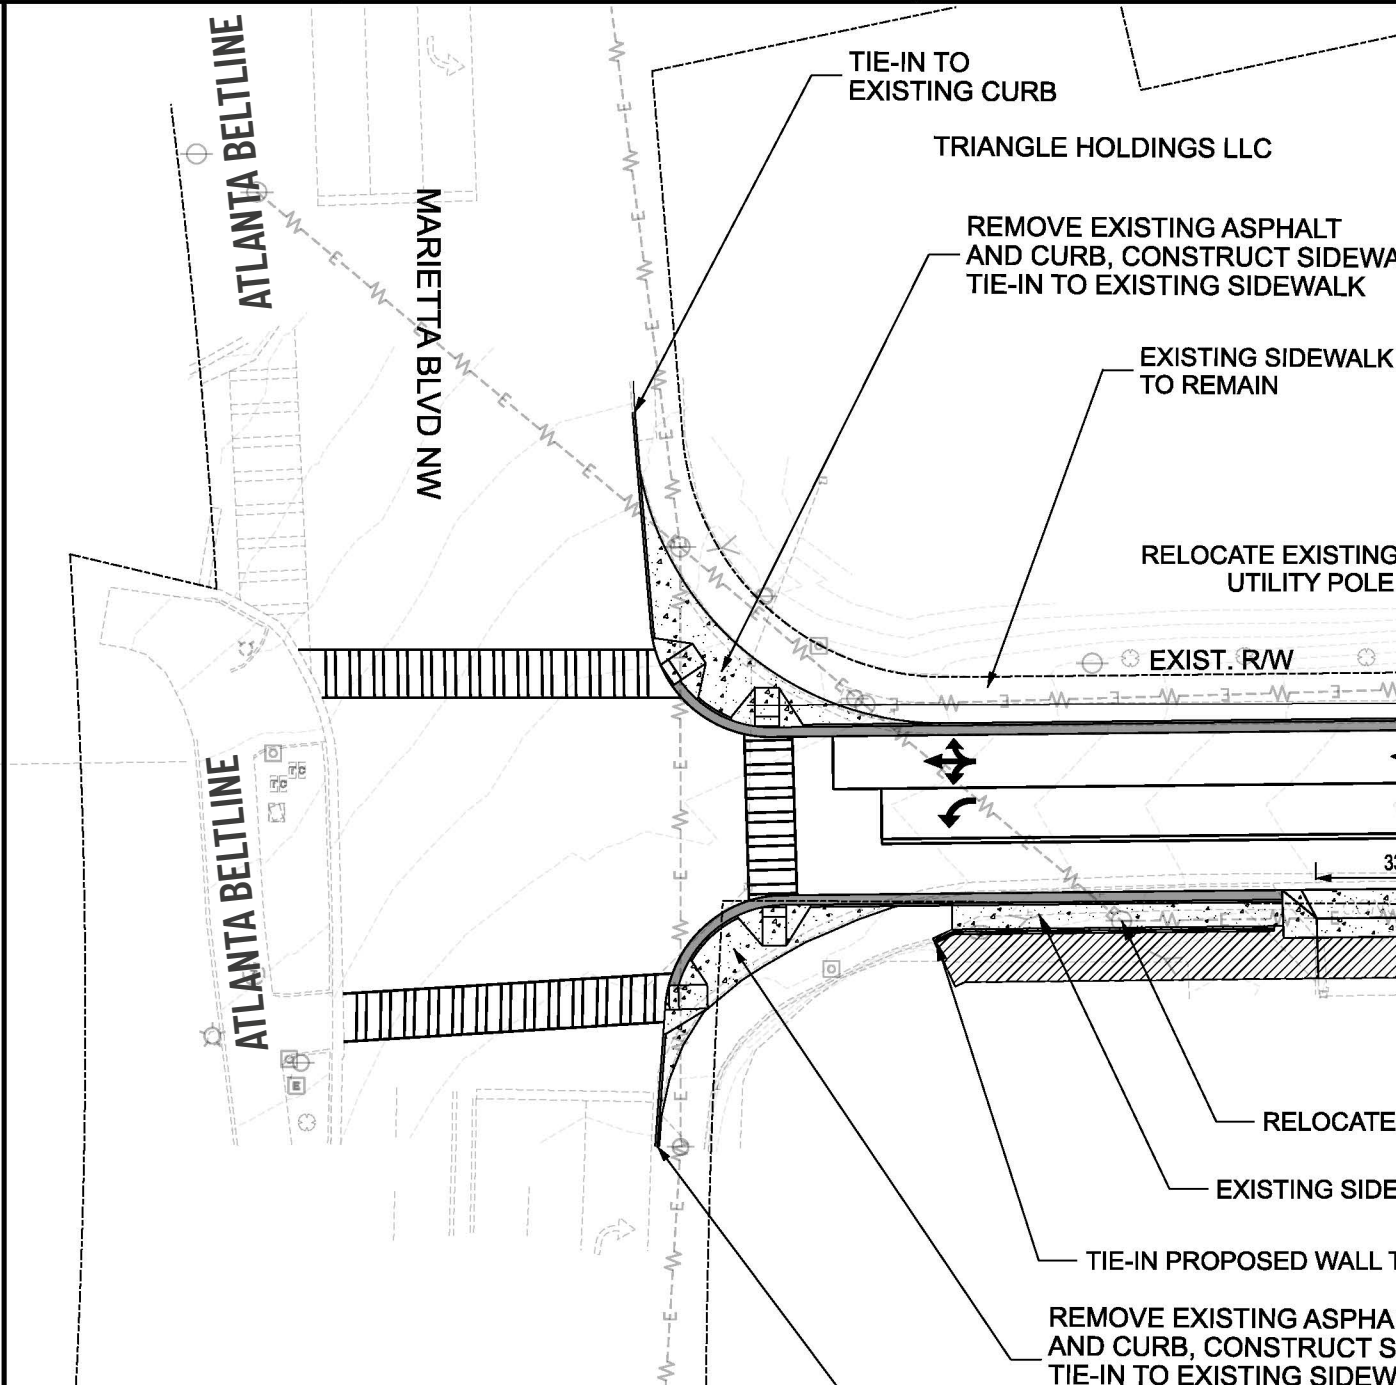 ATLANTA BELTLINE
MARIETTA BLVD NW
TIE-IN TO
EXISTING CURB
TRIANGLE HOLDINGS LLC
REMOVE EXISTING ASPHALT
AND CURB, CONSTRUCT SIDEWA
TIE-IN TO EXISTING SIDEWALK
EXISTING SIDEWALK
TO REMAIN
RELOCATE EXISTING
UTILITY POLE
EXIST. R/W
ATLANTA BELTLINE
RELOCATE
EXISTING SIDE
TIE-IN PROPOSED WALL T
REMOVE EXISTING ASPHA
AND CURB, CONSTRUCT S
TIE-IN TO EXISTING SIDEW